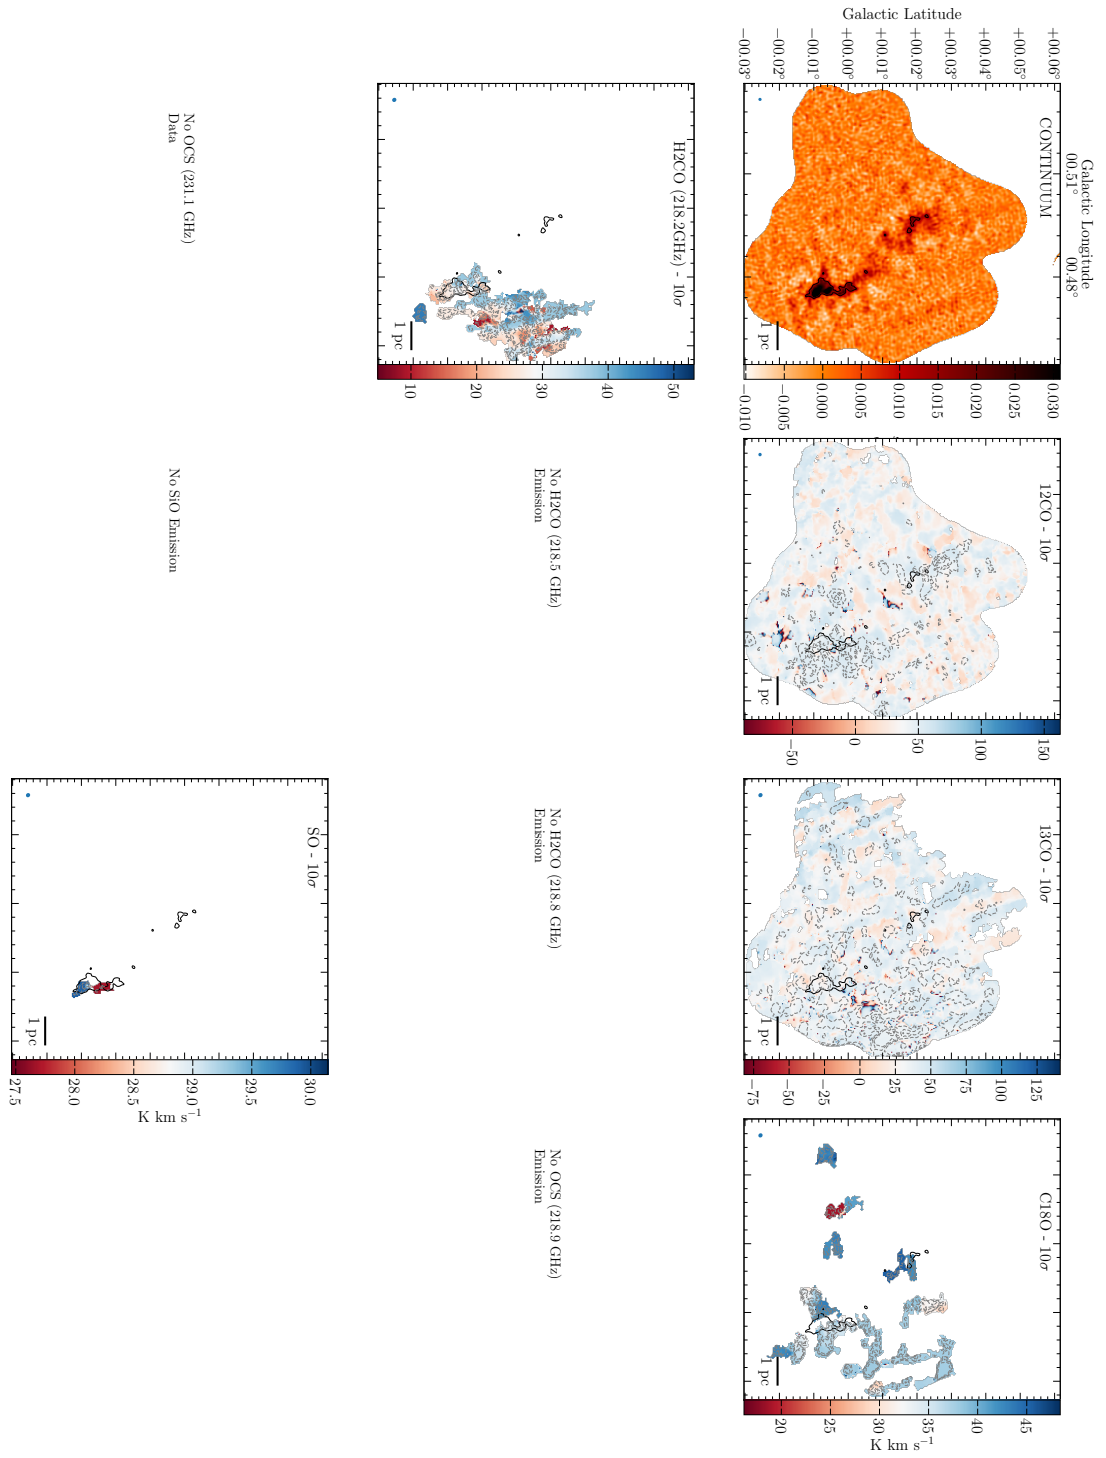 Galactic Longitude
00.51°
00.48°
Galactic Latitude
+00.06°
+00.05°
+00.04°
+00.03°
+00.02°
+00.01°
+00.00°
−00.01°
−00.02°
−00.03°
CONTINUUM
1 pc
0.030
0.025
0.020
0.015
0.010
0.005
0.000
−0.005
−0.010
12CO - 10σ
1 pc
150
100
50
0
−50
13CO - 10σ
1 pc
125
100
75
50
25
0
−25
−50
−75
C18O - 10σ
1 pc
45
40
35
30
25
20
K km s⁻¹
H2CO (218.2GHz) - 10σ
1 pc
50
40
30
20
10
No H2CO (218.5 GHz)
Emission
No H2CO (218.8 GHz)
Emission
No OCS (218.9 GHz)
Emission
No OCS (231.1 GHz)
Data
No SiO Emission
SO - 10σ
1 pc
30.0
29.5
29.0
28.5
28.0
27.5
K km s⁻¹